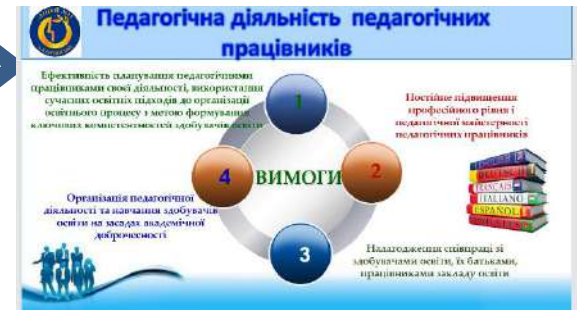 Педагогічна діяльність педагогічних
працівників
Ефективність планування педагогічними
працівниками своєї діяльності, використання
сучасних освітніх підходів до організації
освітнього процесу з метою формування
ключових компетентностей здобувачів освіти
1
Постійне підвищення
професійного рівня і
педагогічної майстерності
педагогічних працівників
2
4
ВИМОГИ
Організація педагогічної
діяльності та навчання здобувачів
освіти на засадах академічної
доброчесності
3
Налагодження співпраці зі
здобувачами освіти, їх батьками,
працівниками закладу освіти
DEUTSCH
FRANCAIS
ITALIANO
ESPAÑOL